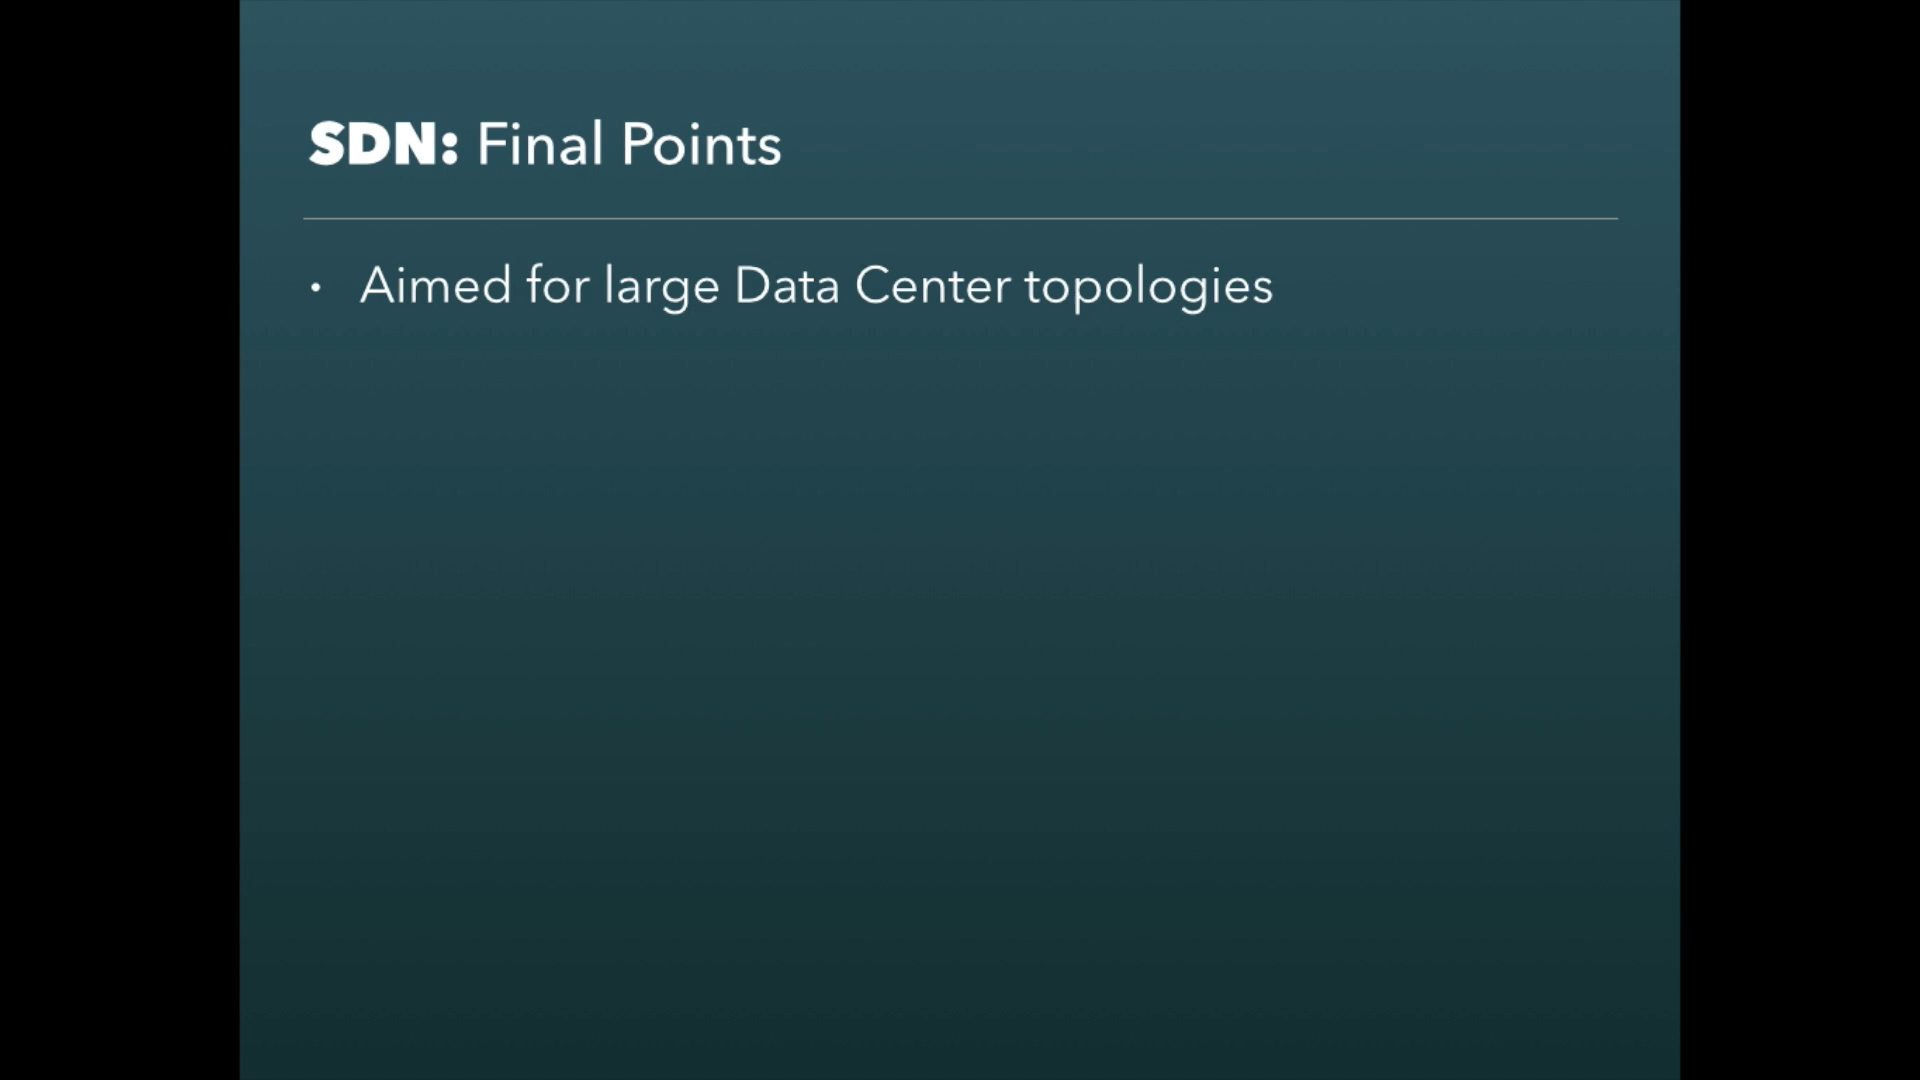 SDN: Final Points
• Aimed for large Data Center topologies